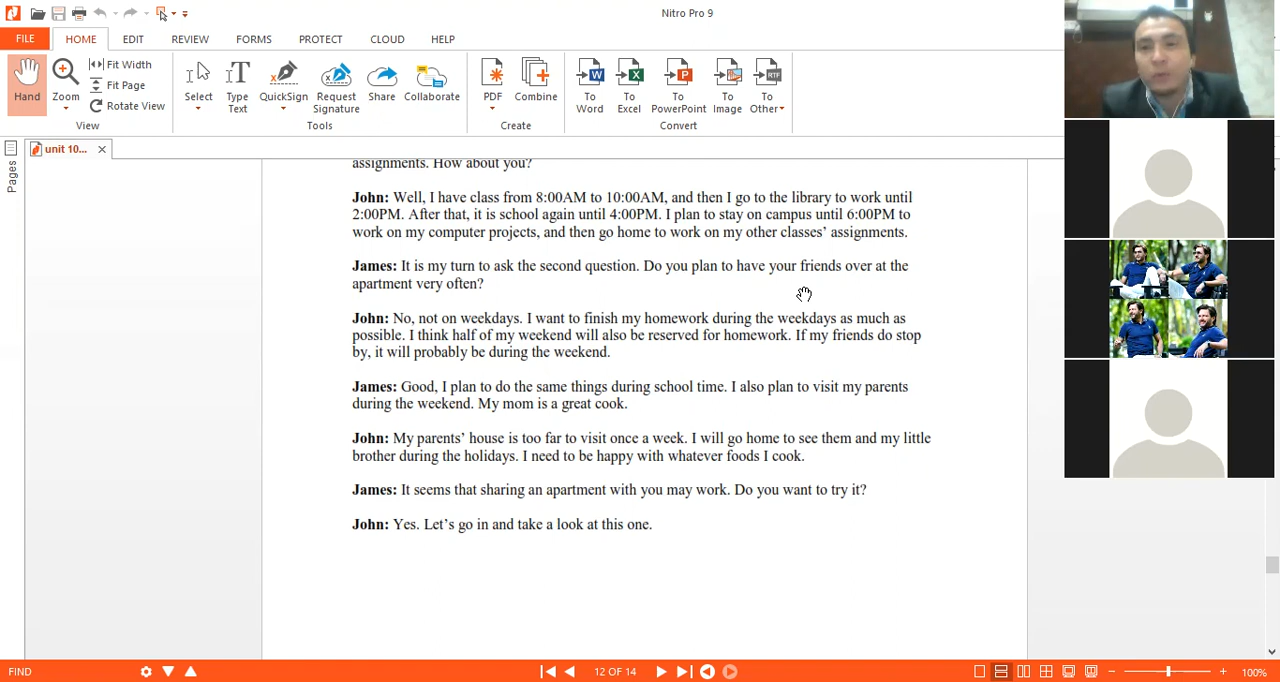 Nitro Pro 9
FILE HOME EDIT REVIEW FORMS PROTECT CLOUD HELP
Hand
Zoom
Fit Width
Fit Page
Rotate View
View
Select
Type Text
QuickSign
Request Signature
Share
Collaborate
Tools
PDF
Combine
Create
To Word
To Excel
To PowerPoint
To Image
To Other
Convert
unit 10...
Pages
assignments. How about you?
John: Well, I have class from 8:00AM to 10:00AM, and then I go to the library to work until
2:00PM. After that, it is school again until 4:00PM. I plan to stay on campus until 6:00PM to
work on my computer projects, and then go home to work on my other classes’ assignments.
James: It is my turn to ask the second question. Do you plan to have your friends over at the
apartment very often?
John: No, not on weekdays. I want to finish my homework during the weekdays as much as
possible. I think half of my weekend will also be reserved for homework. If my friends do stop
by, it will probably be during the weekend.
James: Good, I plan to do the same things during school time. I also plan to visit my parents
during the weekend. My mom is a great cook.
John: My parents’ house is too far to visit once a week. I will go home to see them and my little
brother during the holidays. I need to be happy with whatever foods I cook.
James: It seems that sharing an apartment with you may work. Do you want to try it?
John: Yes. Let’s go in and take a look at this one.
FIND
12 OF 14
100%